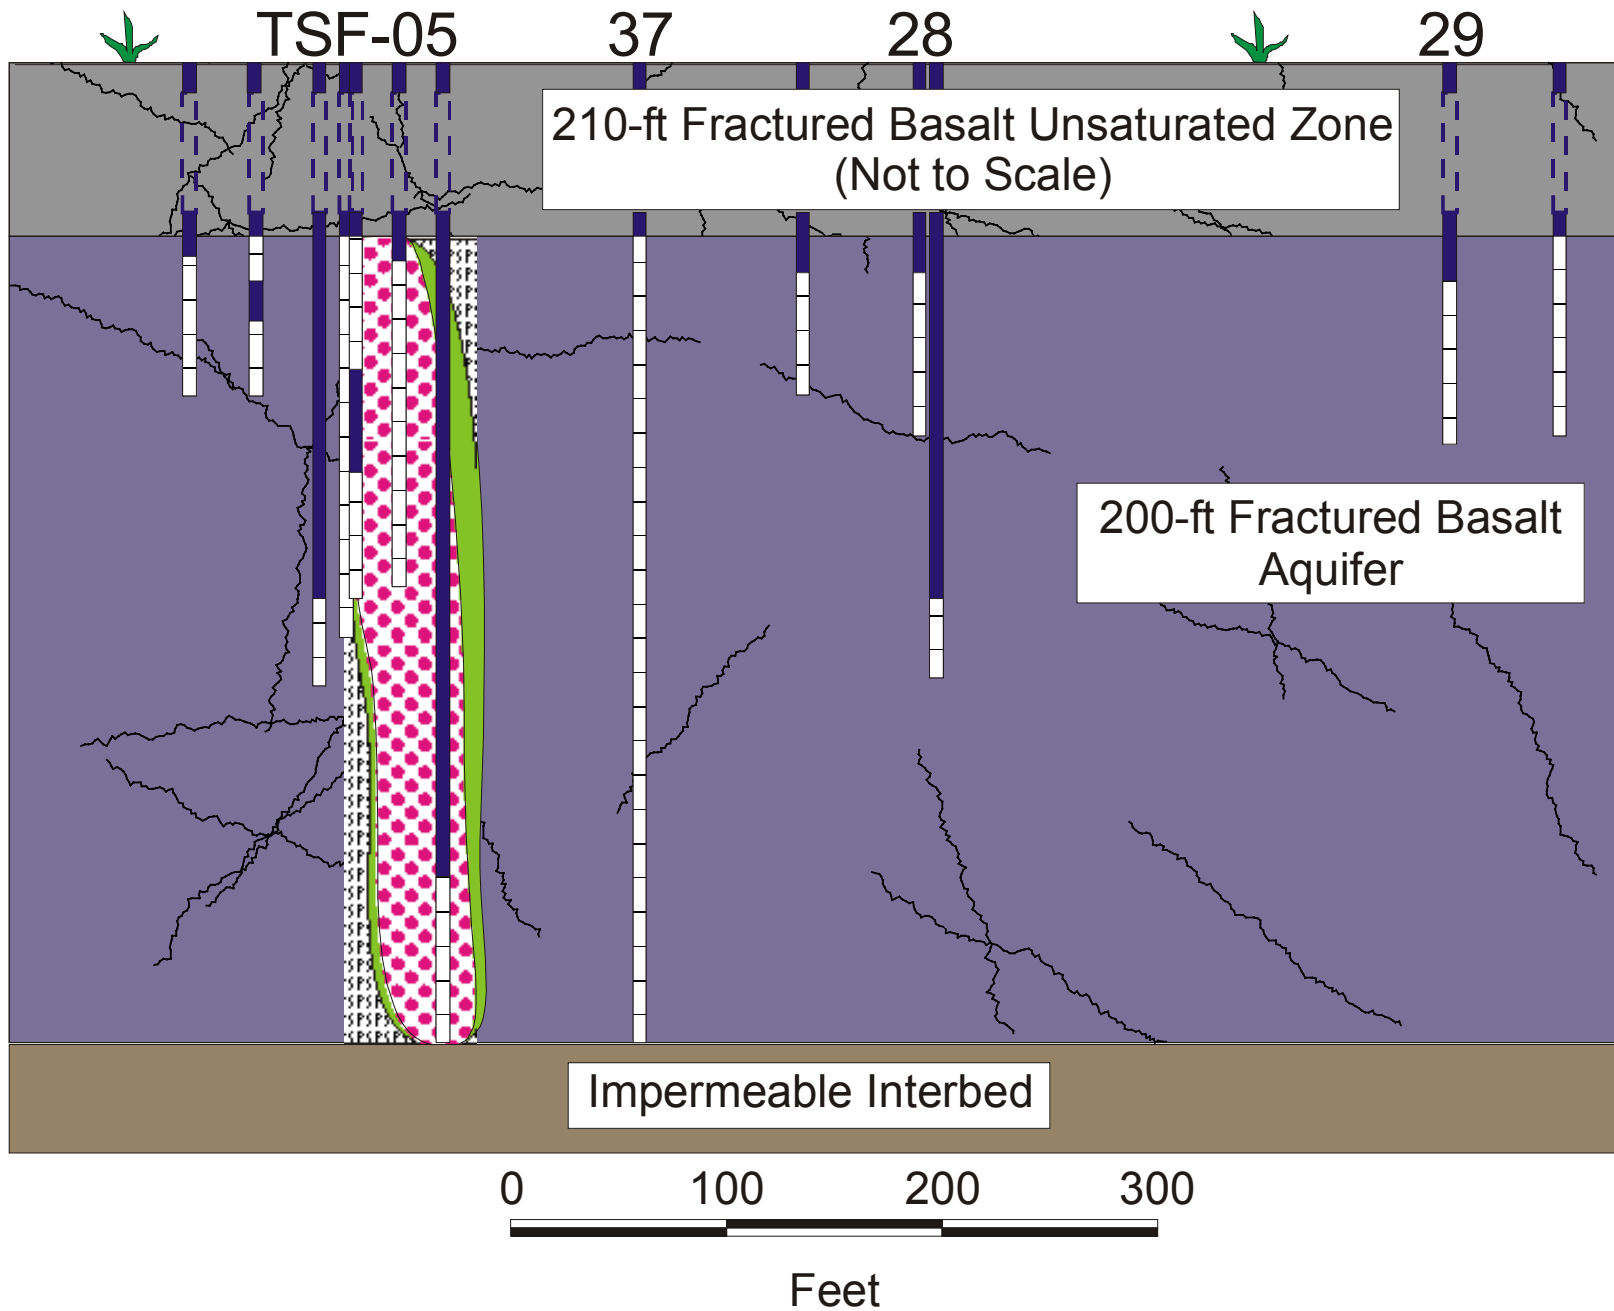 TSF-05 37 28 29
210-ft Fractured Basalt Unsaturated Zone
(Not to Scale)
200-ft Fractured Basalt
Aquifer
Impermeable Interbed
0 100 200 300
Feet